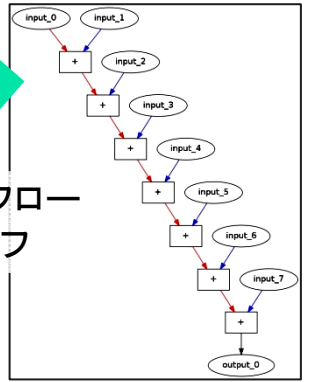 input_0 input_1
+ input_2
+ input_3
+ input_4
+ input_5
+ input_6
+ input_7
+
output_0
フロー
フ